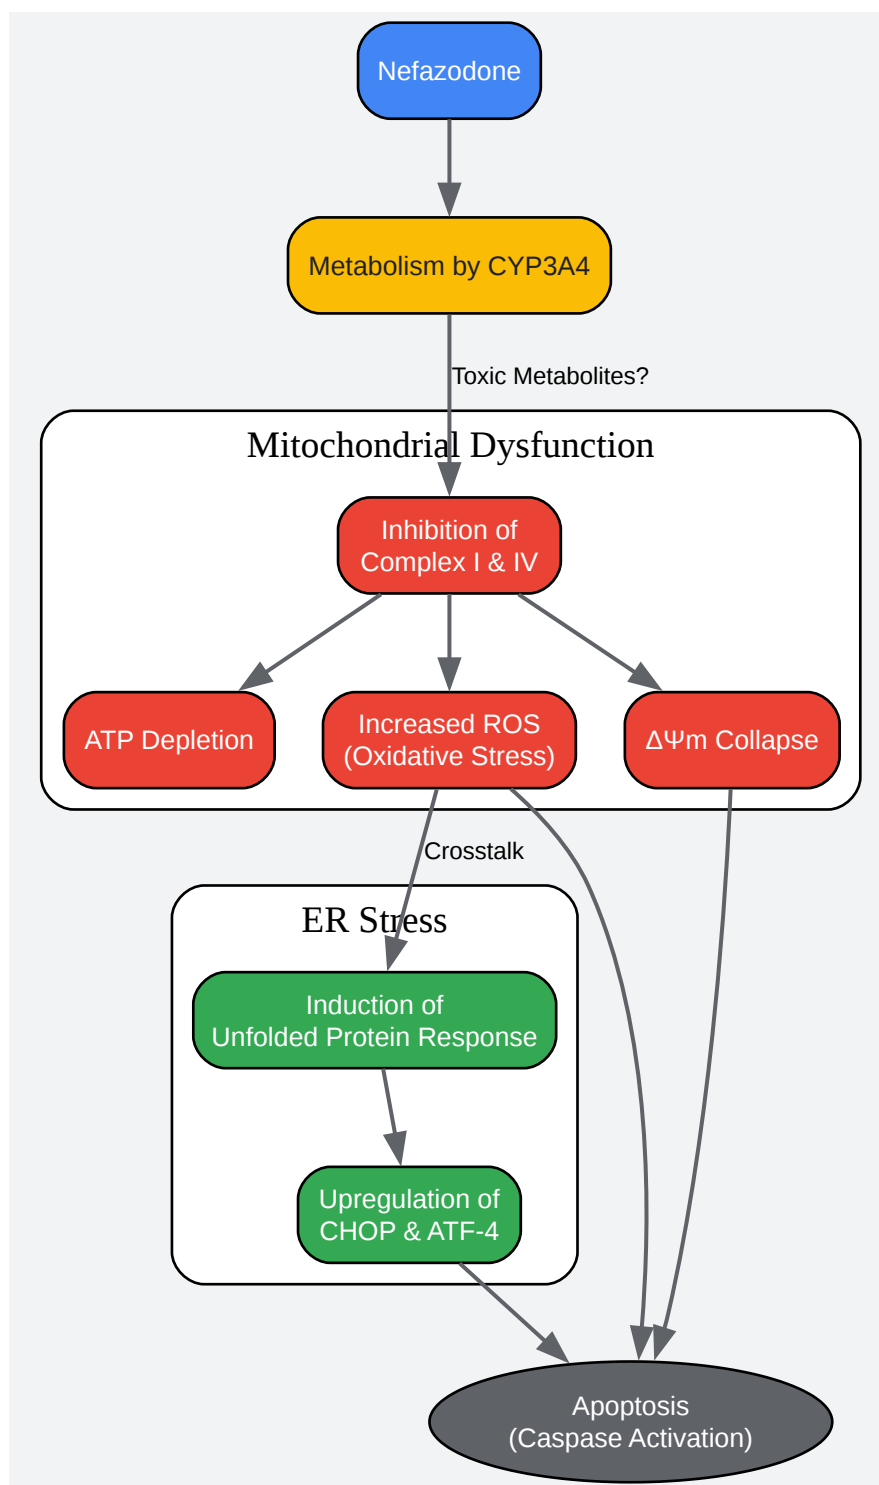 Nefazodone
Metabolism by CYP3A4
Toxic Metabolites?
Mitochondrial Dysfunction
Inhibition of
Complex I & IV
ATP Depletion
Increased ROS
(Oxidative Stress)
ΔΨm Collapse
Crosstalk
ER Stress
Induction of
Unfolded Protein Response
Upregulation of
CHOP & ATF-4
Apoptosis
(Caspase Activation)